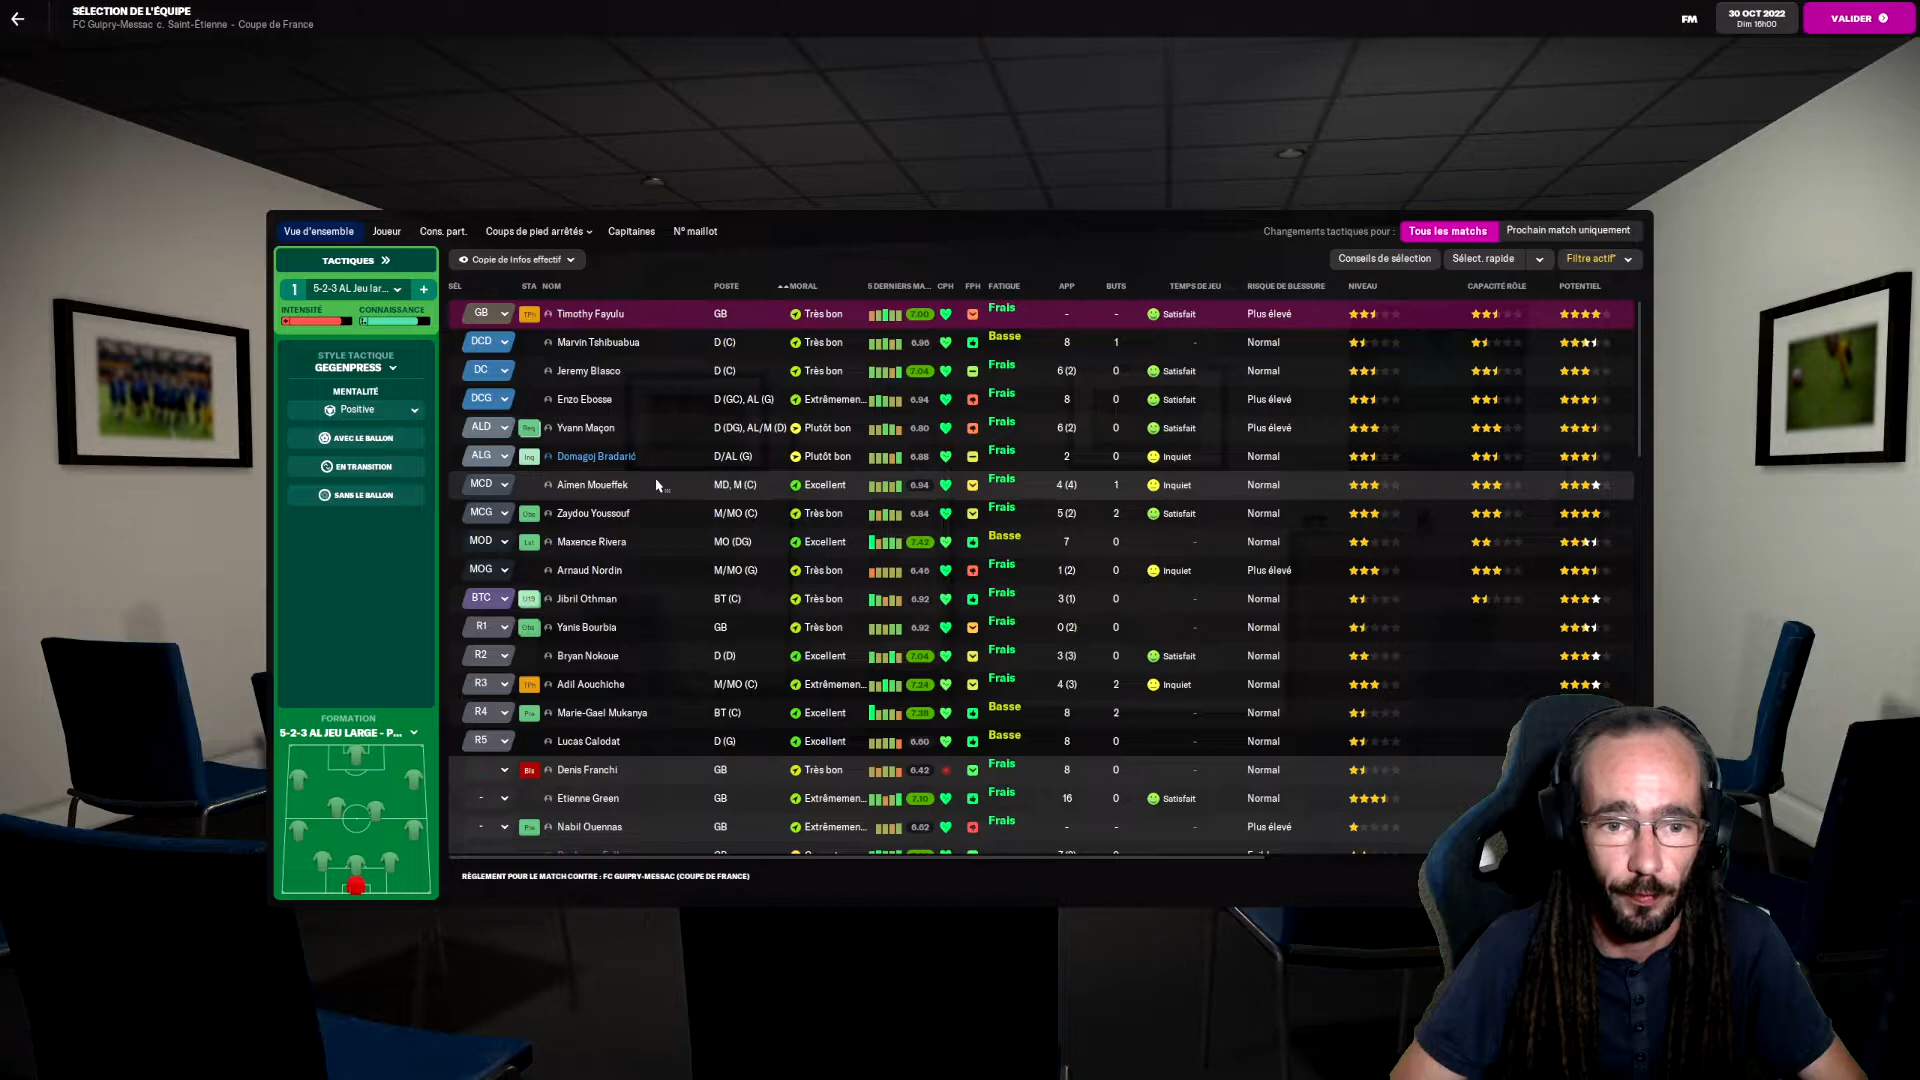 SÉLECTION DE L'ÉQUIPE
FC Guipry-Messac c. Saint-Étienne - Coupe de France
FM
30 OCT 2022
Dim 16h00
VALIDER
Vue d'ensemble Joueur Cons. part. Coups de pied arrêtés Capitaines N° maillot
Changements tactiques pour : Tous les matchs Prochain match uniquement
TACTIQUES
Copie de Infos effectif
Conseils de sélection Sélect. rapide Filtre actif*
1 5-2-3 AL Jeu lar... +
INTENSITÉ CONNAISSANCE
STYLE TACTIQUE
GEGENPRESS
MENTALITÉ
Positive
AVEC LE BALLON
EN TRANSITION
SANS LE BALLON
FORMATION
5-2-3 AL JEU LARGE - P...
SÉL STA NOM POSTE MORAL 5 DERNIERS MA... CPH FPH FATIGUE APP BUTS TEMPS DE JEU RISQUE DE BLESSURE NIVEAU CAPACITÉ RÔLE POTENTIEL
GB TPh Timothy Fayulu GB Très bon 7.00 Frais - - Satisfait Plus élevé
DCD Marvin Tshibuabua D (C) Très bon 6.96 Basse 8 1 - Normal
DC Jeremy Blasco D (C) Très bon 7.04 Frais 6 (2) 0 Satisfait Normal
DCG Enzo Ebosse D (GC), AL (G) Extrêmemen... 6.94 Frais 8 0 Satisfait Plus élevé
ALD Req Yvann Maçon D (DG), AL/M (D) Plutôt bon 6.80 Frais 6 (2) 0 Satisfait Plus élevé
ALG Inq Domagoj Bradarić D/AL (G) Plutôt bon 6.88 Frais 2 0 Inquiet Normal
MCD Aïmen Moueffek MD, M (C) Excellent 6.94 Frais 4 (4) 1 Inquiet Normal
MCG Obs Zaydou Youssouf M/MO (C) Très bon 6.84 Frais 5 (2) 2 Satisfait Normal
MOD Lst Maxence Rivera MO (DG) Excellent 7.42 Basse 7 0 - Normal
MOG Arnaud Nordin M/MO (G) Très bon 6.46 Frais 1 (2) 0 Inquiet Plus élevé
BTC U19 Jibril Othman BT (C) Très bon 6.92 Frais 3 (1) 0 - Normal
R1 Obs Yanis Bourbia GB Très bon 6.92 Frais 0 (2) 0 - Normal
R2 Bryan Nokoue D (D) Excellent 7.04 Frais 3 (3) 0 Satisfait Normal
R3 TPh Adil Aouchiche M/MO (C) Extrêmemen... 7.24 Frais 4 (3) 2 Inquiet Normal
R4 Pre Marie-Gael Mukanya BT (C) Excellent 7.38 Basse 8 2 - Normal
R5 Lucas Calodat D (G) Excellent 6.60 Basse 8 0 - Normal
Bls Denis Franchi GB Très bon 6.42 Frais 8 0 - Normal
- Etienne Green GB Extrêmemen... 7.10 Frais 16 0 Satisfait Normal
- Nabil Ouennas GB Extrêmemen... 6.62 Frais - - - Plus élevé
RÈGLEMENT POUR LE MATCH CONTRE : FC GUIPRY-MESSAC (COUPE DE FRANCE)